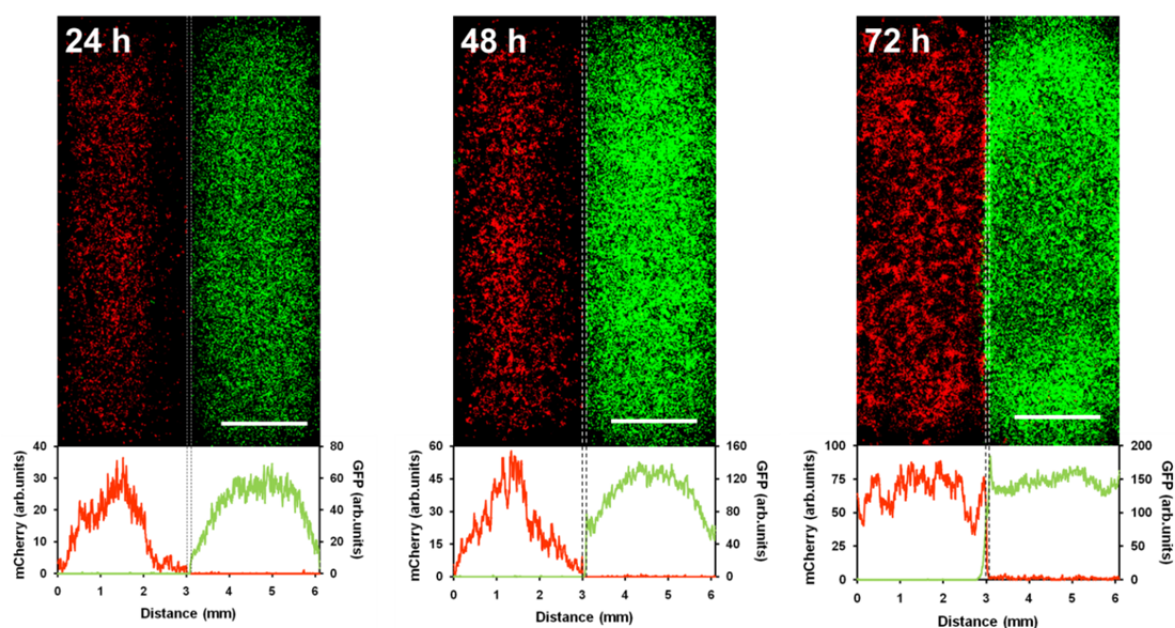 24 h
48 h
72 h
mCherry (arb.units)
40
30
20
10
0
80
60
40
20
0
GFP (arb.units)
0 1 2 3 4 5 6
Distance (mm)
mCherry (arb.units)
60
45
30
15
0
160
120
80
40
0
GFP (arb.units)
0 1 2 3 4 5 6
Distance (mm)
mCherry (arb.units)
100
75
50
25
0
200
150
100
50
0
GFP (arb.units)
0 1 2 3 4 5 6
Distance (mm)